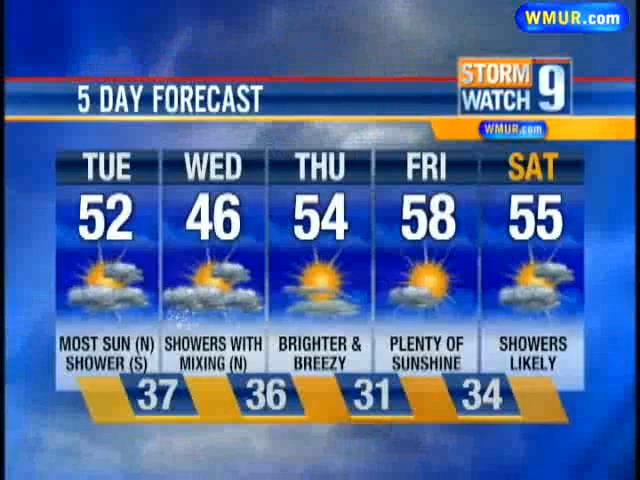 WMUR.com
STORM
WATCH 9
5 DAY FORECAST
WMUR.com
TUE WED THU FRI SAT
52 46 54 58 55
MOST SUN (N) SHOWERS WITH BRIGHTER & PLENTY OF SHOWERS
SHOWER (S) MIXING (N) BREEZY SUNSHINE LIKELY
37 36 31 34